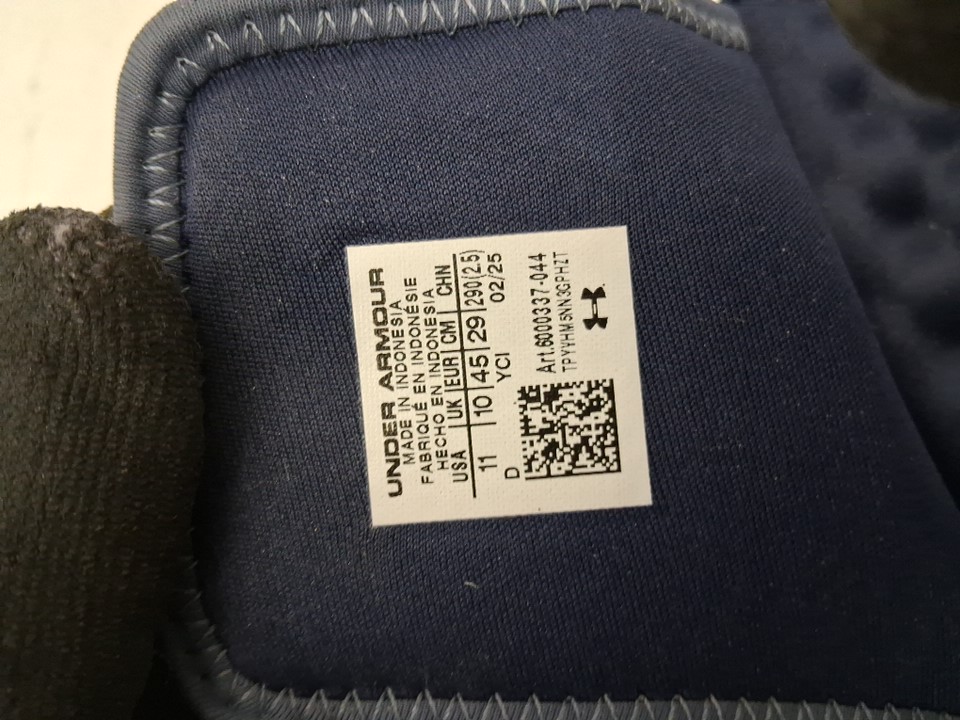 UNDER ARMOUR
MADE IN INDONESIA
FABRIQUÉ EN INDONÉSIE
HECHO EN INDONESIA
USA UK EUR CM CHN
11 10 45 29 290(2.5)
D YCI 02/25
Art.6000337-044
TPYYHM5NN3GPHZT